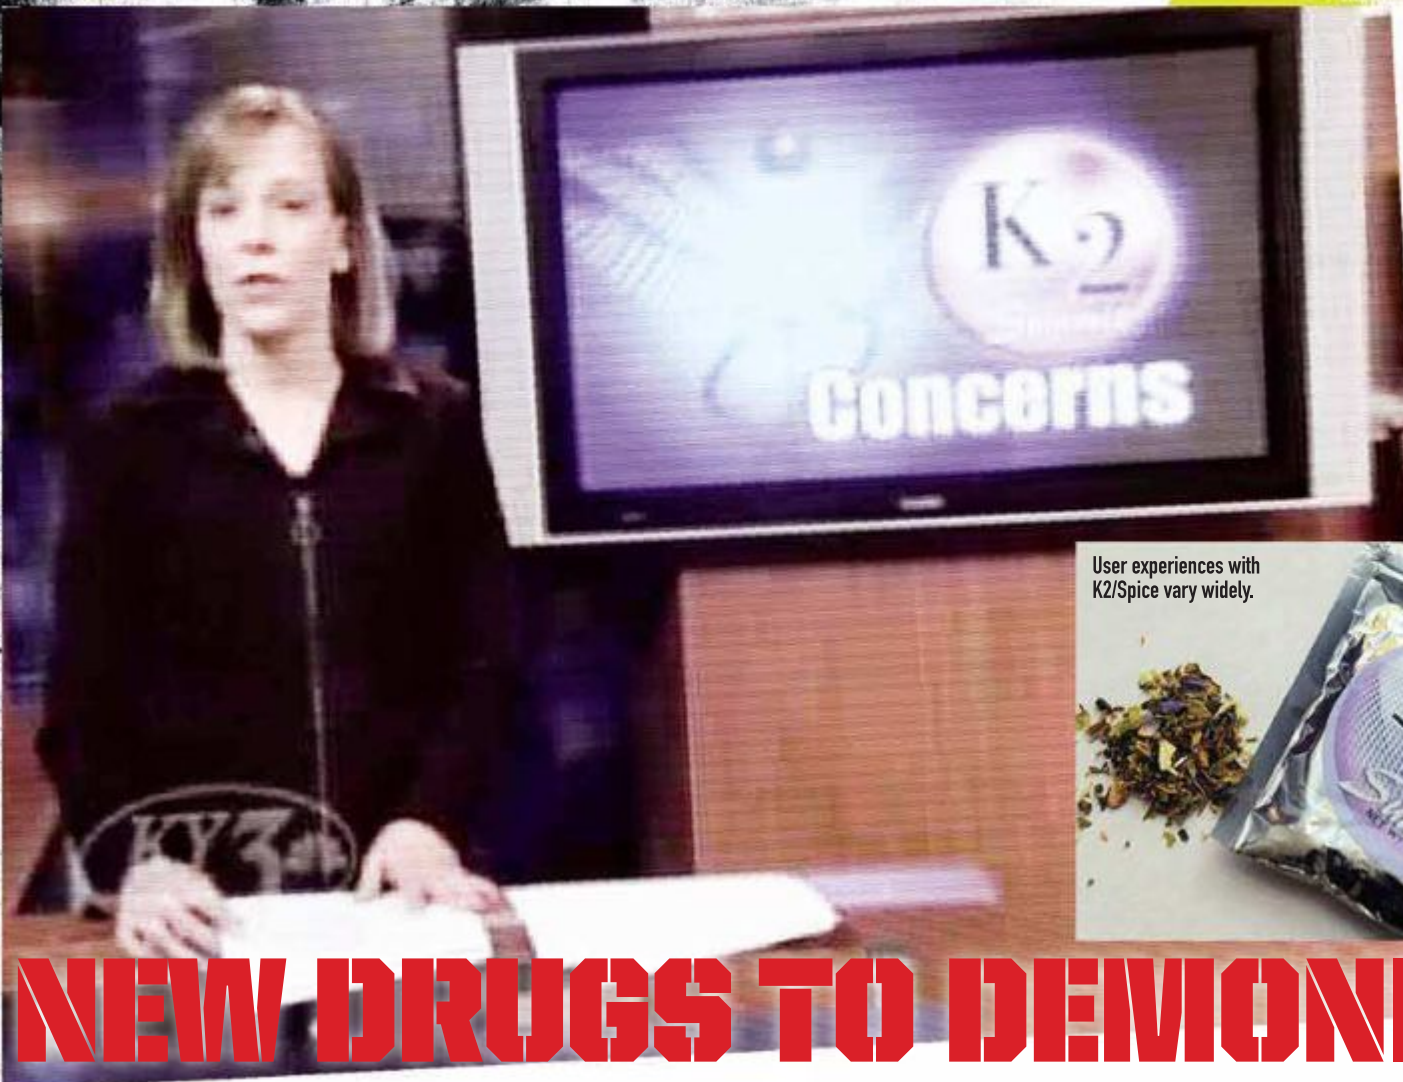 K2
Concerns
User experiences with
K2/Spice vary widely.
KY3
NEW DRUGS TO DEMON